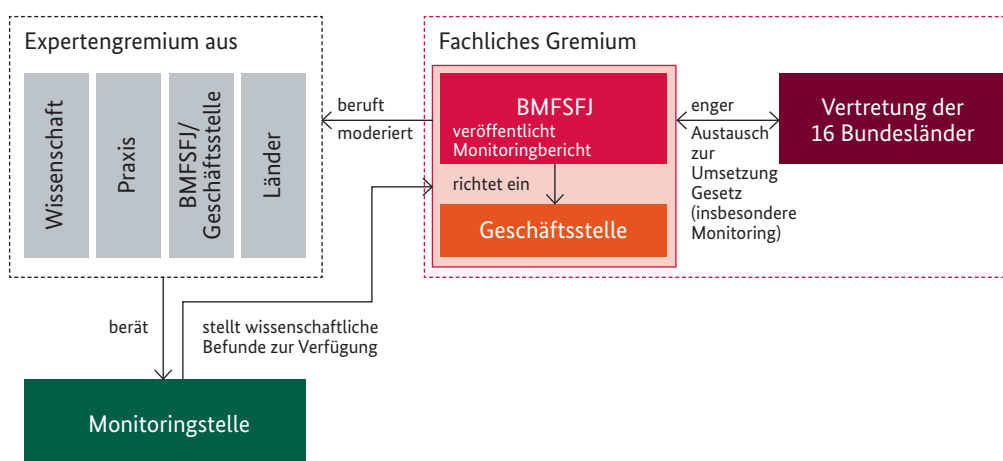 Expertengremium aus
Wissenschaft
Praxis
BMFSFJ/
Geschäftsstelle
Länder
beruft
moderiert
Fachliches Gremium
BMFSFJ
veröffentlicht
Monitoringbericht
richtet ein
Geschäftsstelle
enger
Austausch
zur
Umsetzung
Gesetz
(insbesondere
Monitoring)
Vertretung der
16 Bundesländer
berät
stellt wissenschaftliche
Befunde zur Verfügung
Monitoringstelle